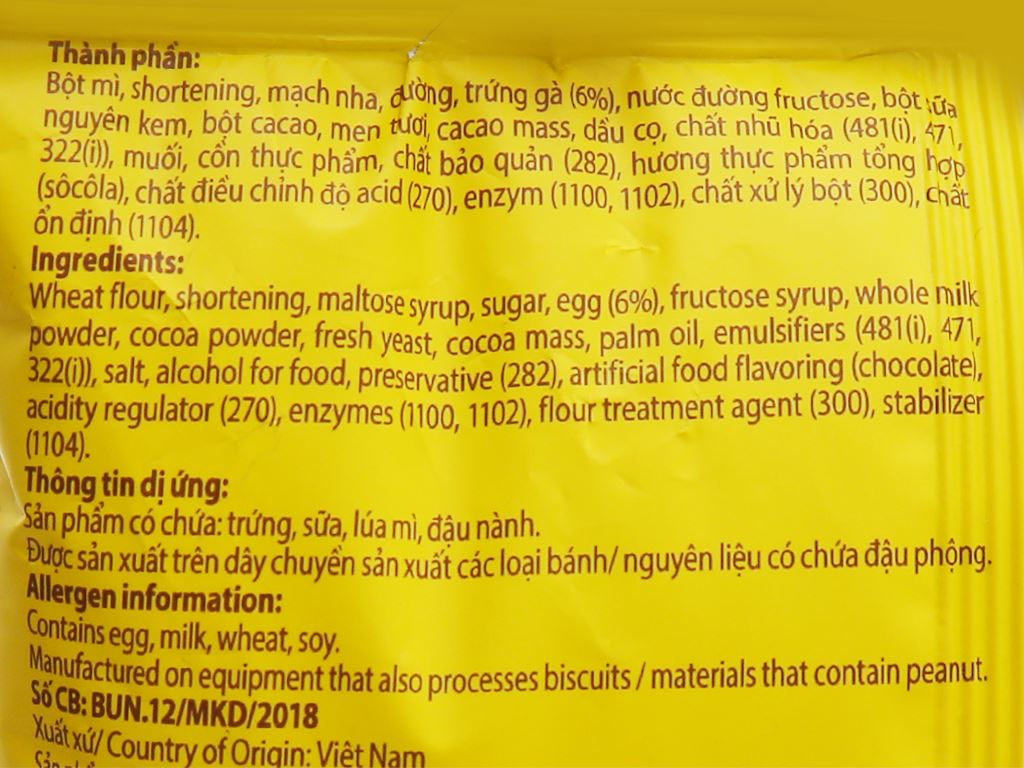 Thành phần:
Bột mì, shortening, mạch nha, đường, trứng gà (6%), nước đường fructose, bột sữa
nguyên kem, bột cacao, men tươi, cacao mass, dầu cọ, chất nhũ hóa (481(i), 471,
322(i)), muối, cồn thực phẩm, chất bảo quản (282), hương thực phẩm tổng hợp
(sôcôla), chất điều chỉnh độ acid (270), enzym (1100, 1102), chất xử lý bột (300), chất
ổn định (1104).
Ingredients:
Wheat flour, shortening, maltose syrup, sugar, egg (6%), fructose syrup, whole milk
powder, cocoa powder, fresh yeast, cocoa mass, palm oil, emulsifiers (481(i), 471,
322(i)), salt, alcohol for food, preservative (282), artificial food flavoring (chocolate),
acidity regulator (270), enzymes (1100, 1102), flour treatment agent (300), stabilizer
(1104).
Thông tin dị ứng:
Sản phẩm có chứa: trứng, sữa, lúa mì, đậu nành.
Được sản xuất trên dây chuyền sản xuất các loại bánh/ nguyên liệu có chứa đậu phộng.
Allergen information:
Contains egg, milk, wheat, soy.
Manufactured on equipment that also processes biscuits / materials that contain peanut.
Số CB: BUN.12/MKD/2018
Xuất xứ/ Country of Origin: Việt Nam